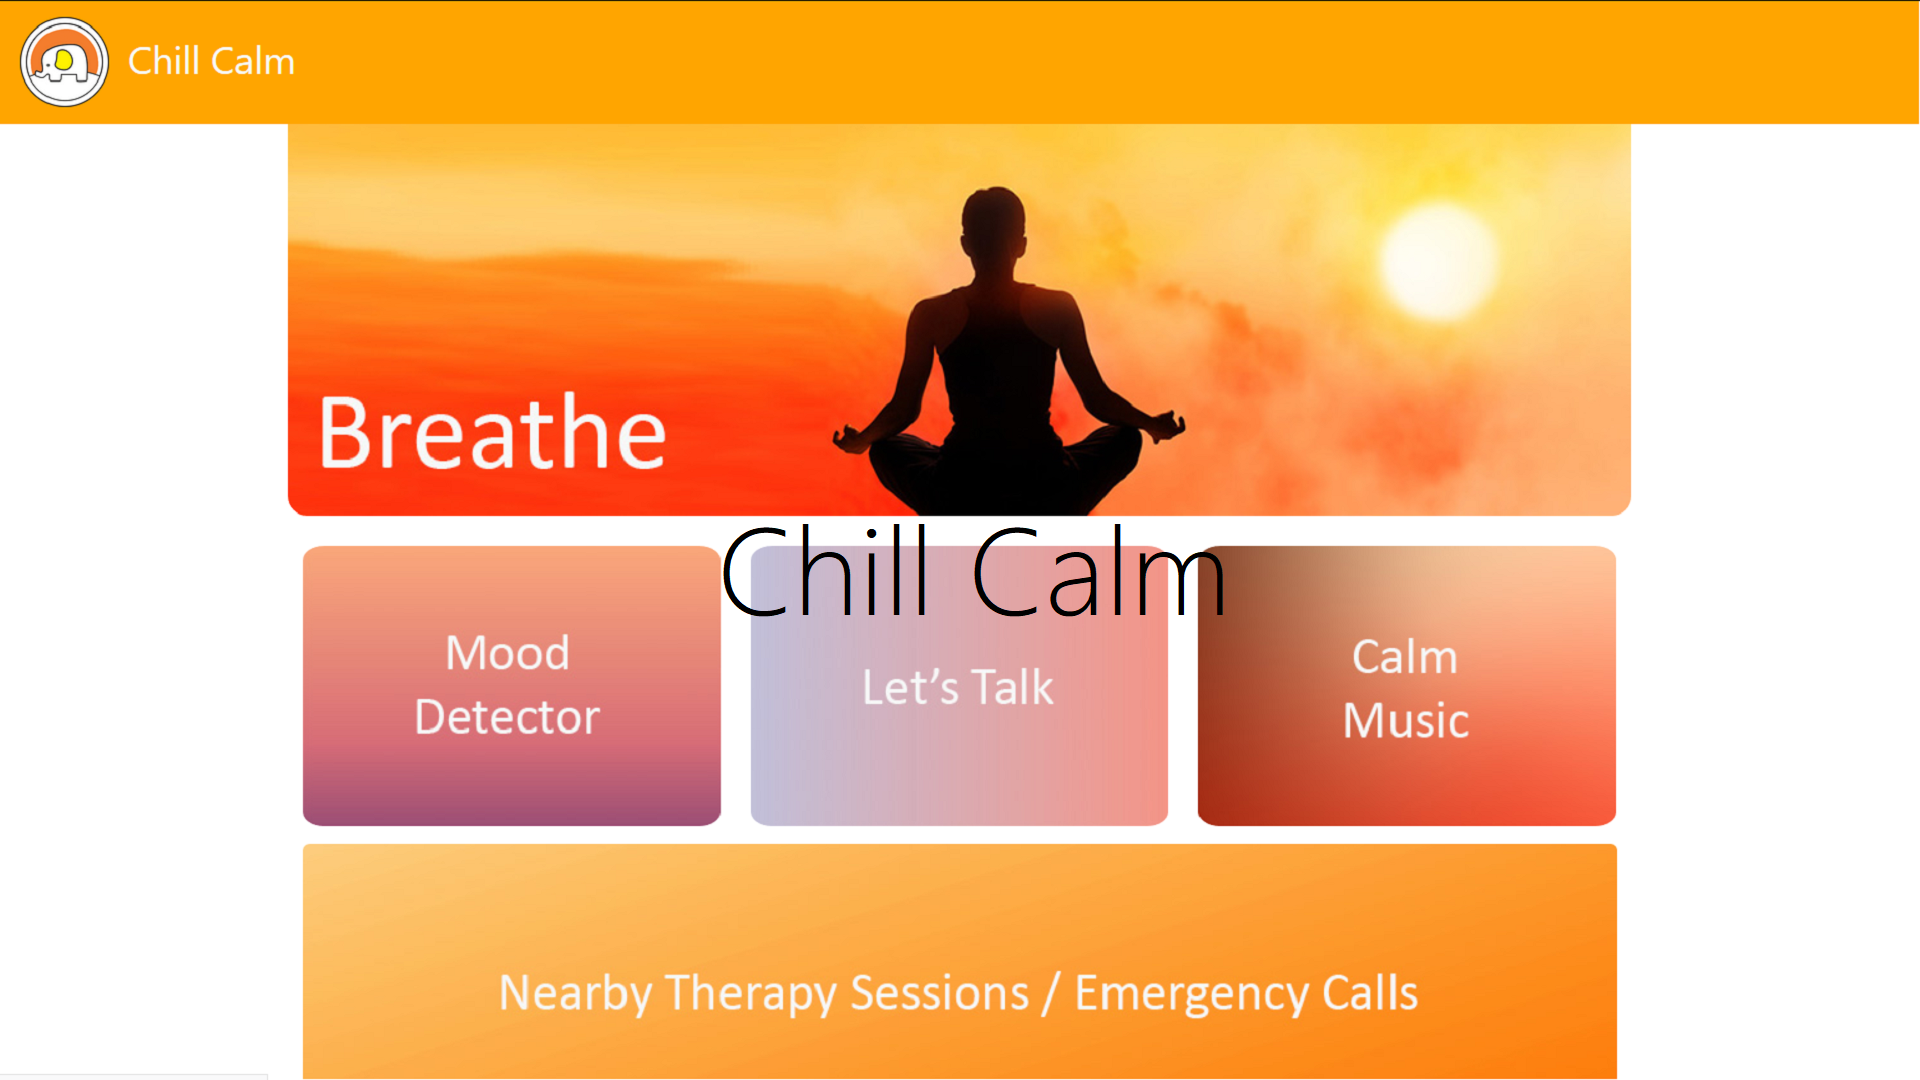 Chill Calm
Breathe
Chill Calm
Mood
Detector
Let’s Talk
Calm
Music
Nearby Therapy Sessions / Emergency Calls